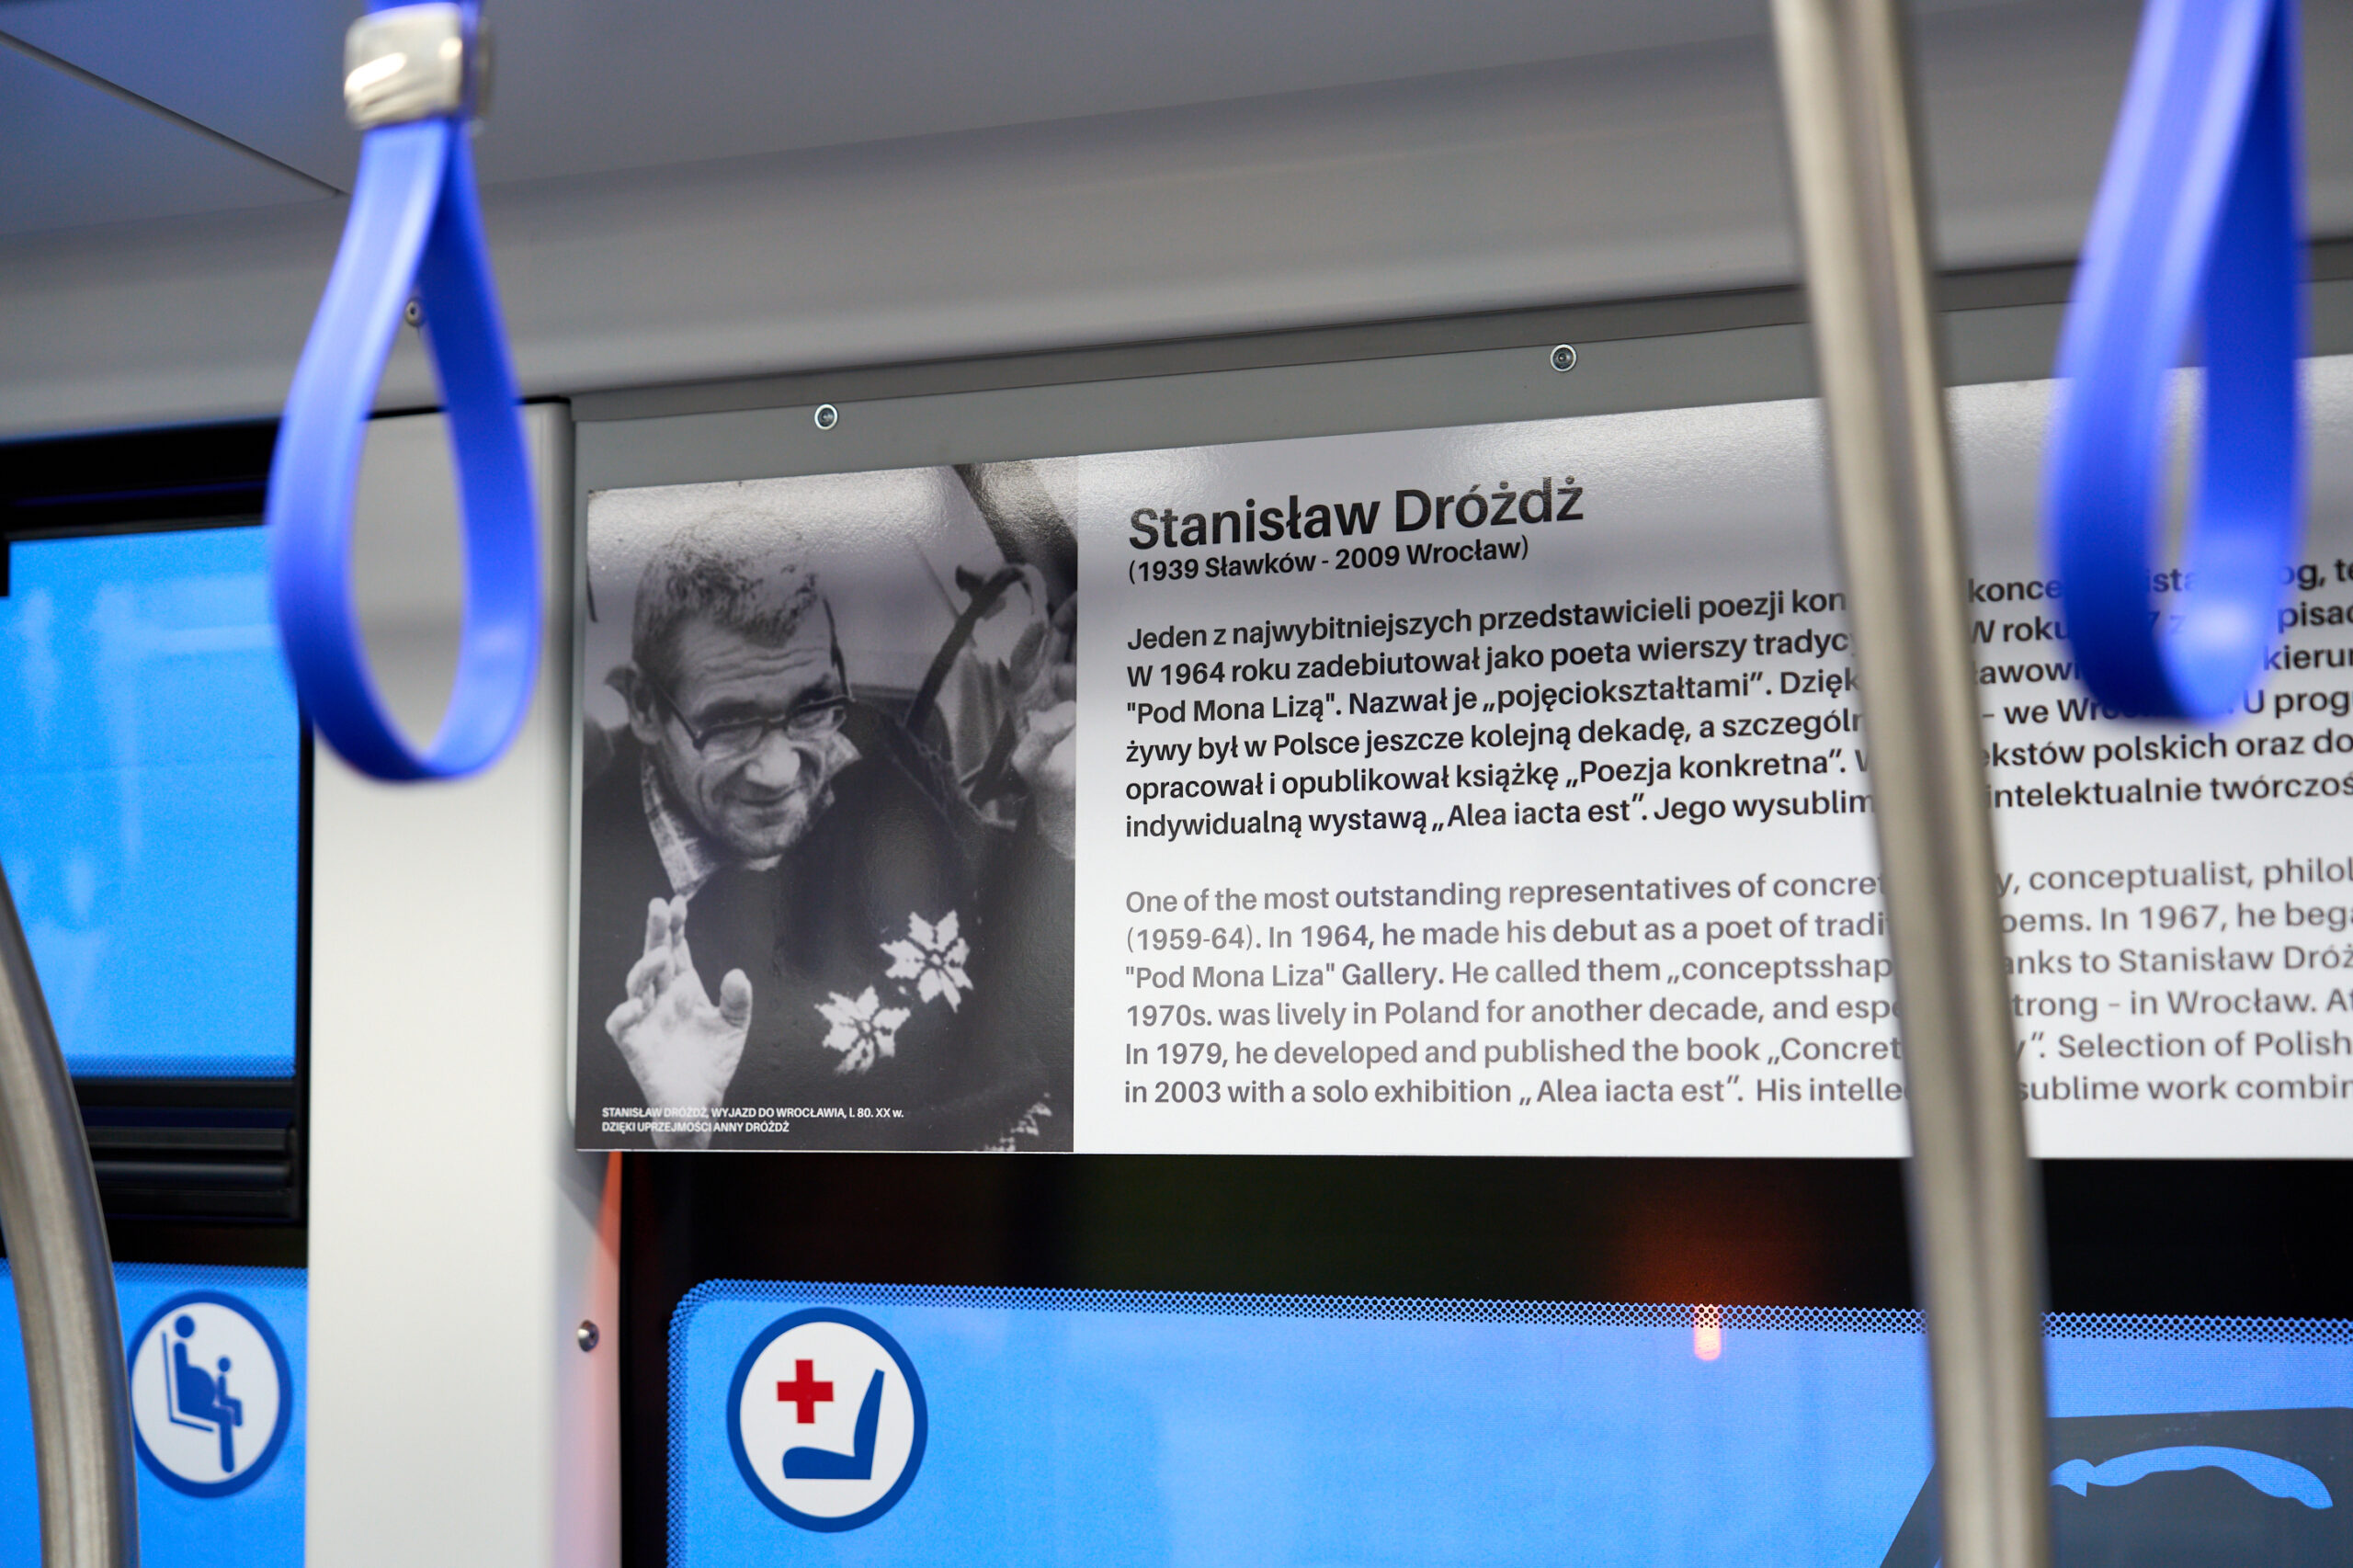 Stanisław Dróżdż
(1939 Sławków - 2009 Wrocław)
Jeden z najwybitniejszych przedstawicieli poezji
W 1964 roku zadebiutował jako poeta wierszy W roku
"Pod Mona Lizą". Nazwał je „pojęciokształtami”.
żywy był w Polsce jeszcze kolejną dekadę, a – we U
opracował i opublikował książkę „Poezja konkretna”. polskich oraz
indywidualną wystawą „Alea iacta est”. Jego intelektualnie
One of the most outstanding representatives of conceptualist,
(1959-64). In 1964, he made his debut as a poet of In 1967, he
"Pod Mona Liza" Gallery. He called them to Stanisław
1970s. was lively in Poland for another decade, and – in Wrocław.
In 1979, he developed and published the book Selection of Polish
in 2003 with a solo exhibition „Alea iacta est”. His sublime work
STANISŁAW DRÓŻDŻ, WYJAZD DO WROCŁAWIA, l. 80. XX w.
DZIĘKI UPRZEJMOŚCI ANNY DRÓŻDŻ